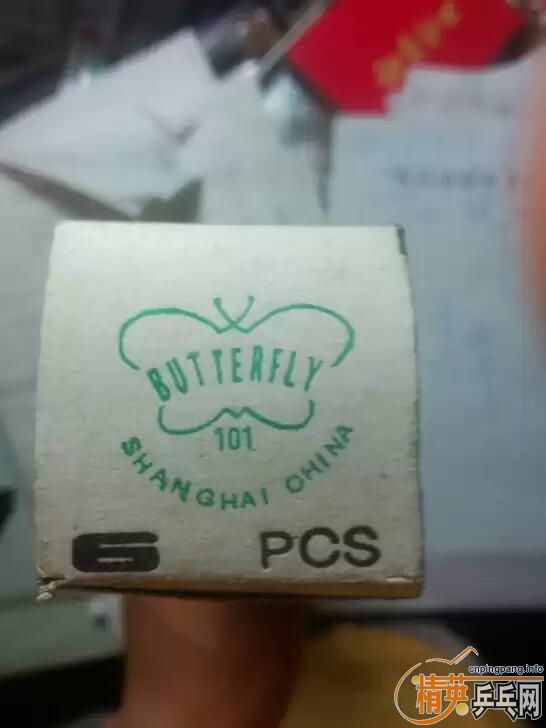 BUTTERFLY
101
SHANGHAI CHINA
6 PCS
cnpingpang.info
精英乒乓网